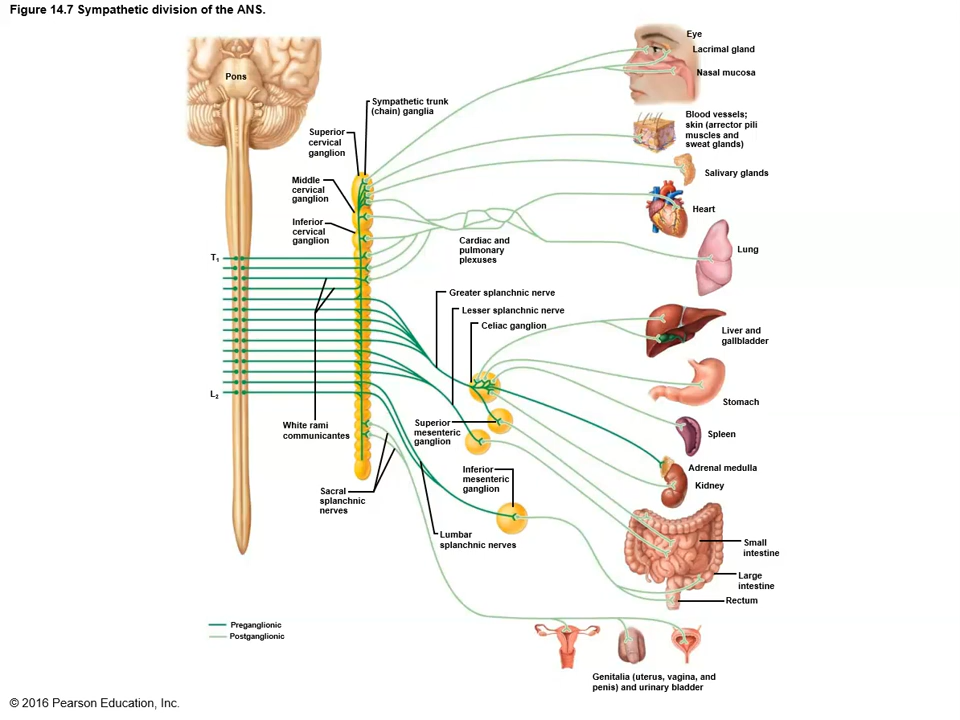 Figure 14.7 Sympathetic division of the ANS.
Eye
Lacrimal gland
Nasal mucosa
Pons
Sympathetic trunk
(chain) ganglia
Blood vessels;
skin (arrector pili
muscles and
sweat glands)
Superior
cervical
ganglion
Salivary glands
Middle
cervical
ganglion
Heart
Inferior
cervical
ganglion
Cardiac and
pulmonary
plexuses
Lung
T1
Greater splanchnic nerve
Lesser splanchnic nerve
Celiac ganglion
Liver and
gallbladder
L2
Stomach
White rami
communicantes
Superior
mesenteric
ganglion
Spleen
Inferior
mesenteric
ganglion
Adrenal medulla
Kidney
Sacral
splanchnic
nerves
Lumbar
splanchnic nerves
Small
intestine
Large
intestine
Rectum
Preganglionic
Postganglionic
Genitalia (uterus, vagina, and
penis) and urinary bladder
© 2016 Pearson Education, Inc.